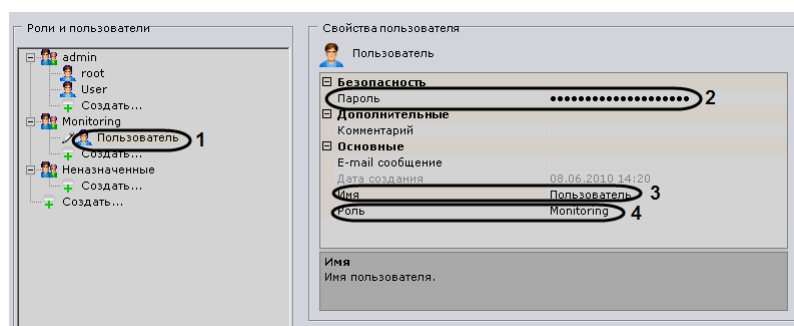 Роли и пользователи
admin
root
User
Создать...
Monitoring
Пользователь
1
Создать...
Неназначенные
Создать...
Создать...
Свойства пользователя
Пользователь
Безопасность
Пароль ●●●●●●●●●●●●●●●●●●●● 2
Дополнительные
Комментарий
Основные
E-mail сообщение
Дата создания 08.06.2010 14:20
Имя Пользователь 3
Роль Monitoring 4
Имя
Имя пользователя.